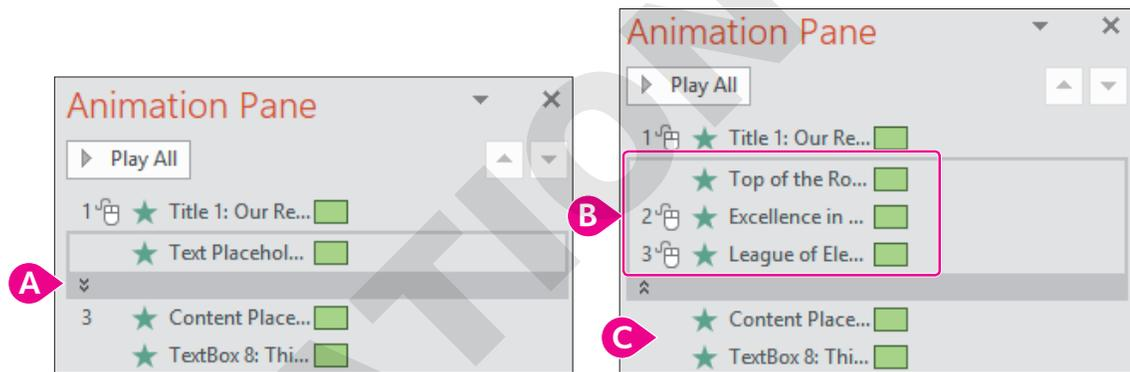 Animation Pane
Play All
1 Title 1: Our Re...
Text Placehol...
A
3 Content Place...
TextBox 8: Thi...
Animation Pane
Play All
1 Title 1: Our Re...
Top of the Ro...
B
2 Excellence in ...
3 League of Ele...
Content Place...
C
TextBox 8: Thi...
ATION